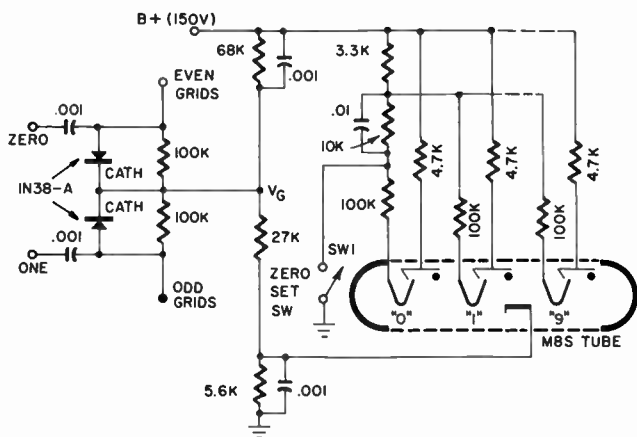 B+ (150V)
68K
.001
3.3K
EVEN
GRIDS
.001
ZERO
.01
10K
4.7K
4.7K
4.7K
100K
CATH
IN38-A
CATH
100K
VG
100K
100K
100K
.001
ONE
27K
SW1
ZERO
SET
SW
ODD
GRIDS
"0"
"1"
"9"
MBS TUBE
5.6K
.001